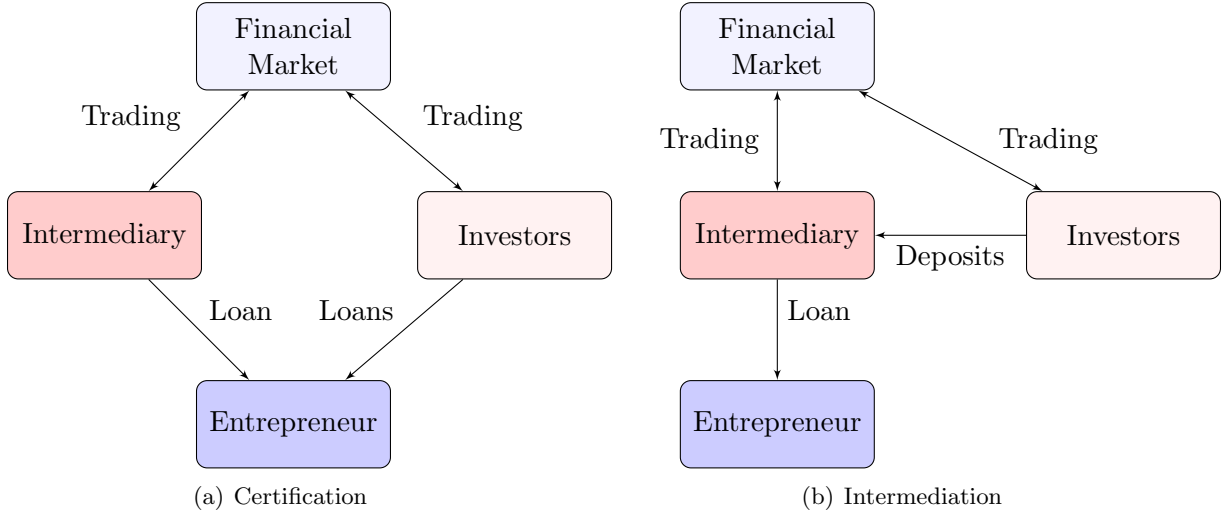 Financial
Market
Trading
Trading
Intermediary
Investors
Loan
Loans
Entrepreneur
(a) Certification
Financial
Market
Trading
Trading
Intermediary
Deposits
Investors
Loan
Entrepreneur
(b) Intermediation